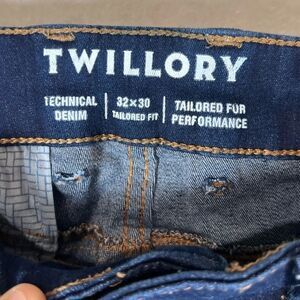 TWILLORY
TECHNICAL DENIM
32×30 TAILORED FIT
TAILORED FOR PERFORMANCE